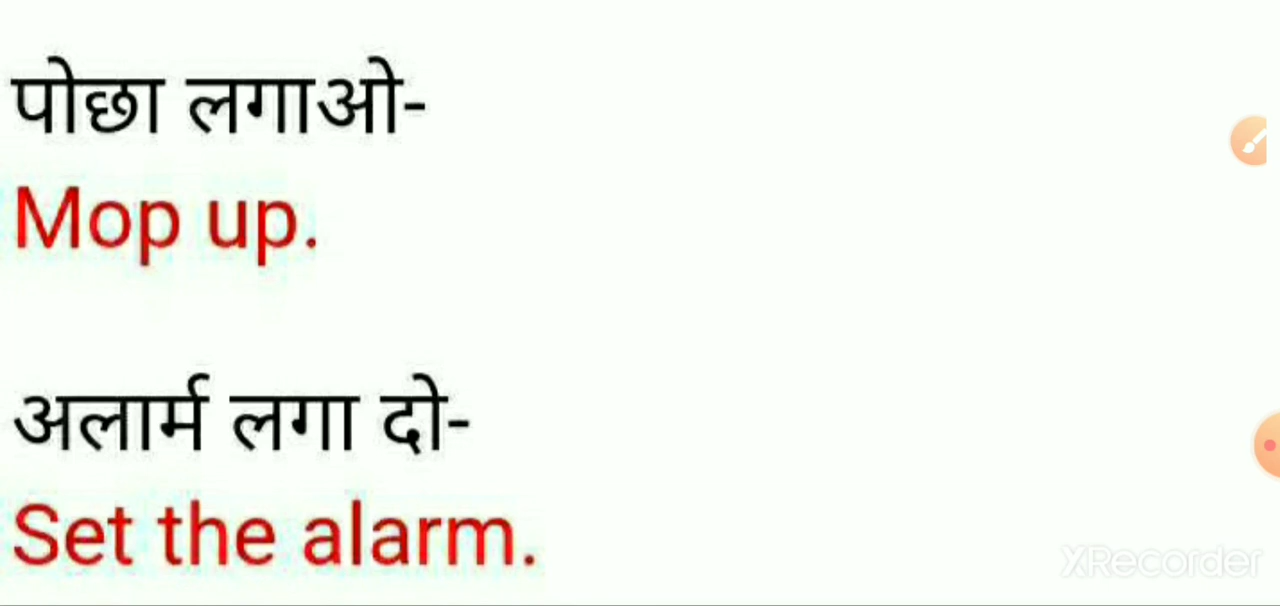 पोछा लगाओ-
Mop up.
अलार्म लगा दो-
Set the alarm.
XRecorder